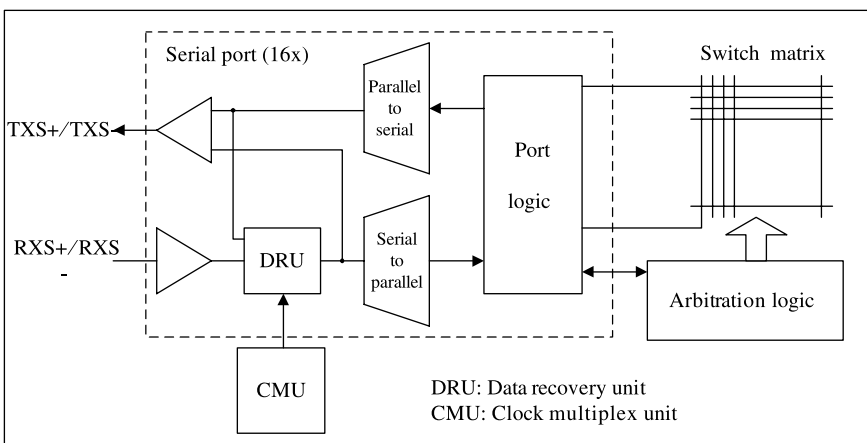 Serial port (16x)
Switch matrix
Parallel
to
serial
TXS+/TXS-
Port
logic
RXS+/RXS
-
DRU
Serial
to
parallel
Arbitration logic
CMU
DRU: Data recovery unit
CMU: Clock multiplex unit